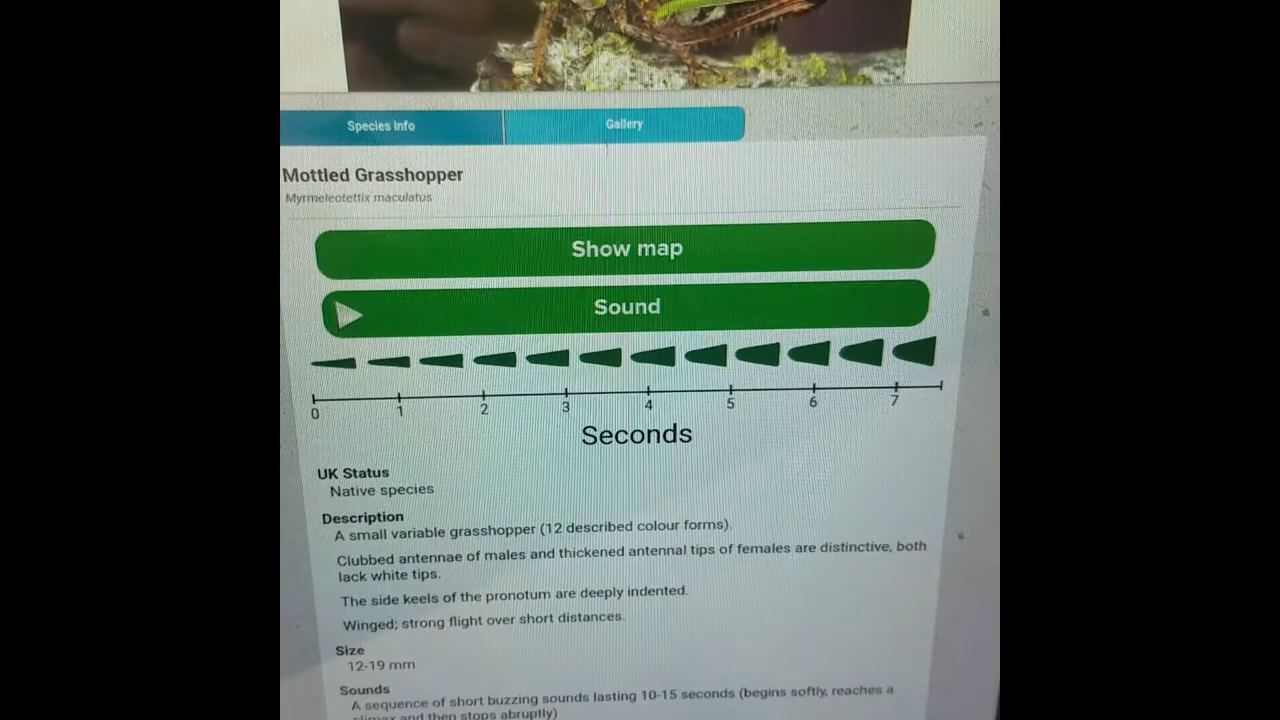 Species Info
Gallery
Mottled Grasshopper
Myrmeleotettix maculatus
Show map
Sound
0 1 2 3 4 5 6 7
Seconds
UK Status
Native species
Description
A small variable grasshopper (12 described colour forms).
Clubbed antennae of males and thickened antennal tips of females are distinctive, both
lack white tips.
The side keels of the pronotum are deeply indented.
Winged; strong flight over short distances.
Size
12-19 mm
Sounds
A sequence of short buzzing sounds lasting 10-15 seconds (begins softly, reaches a
climax and then stops abruptly)